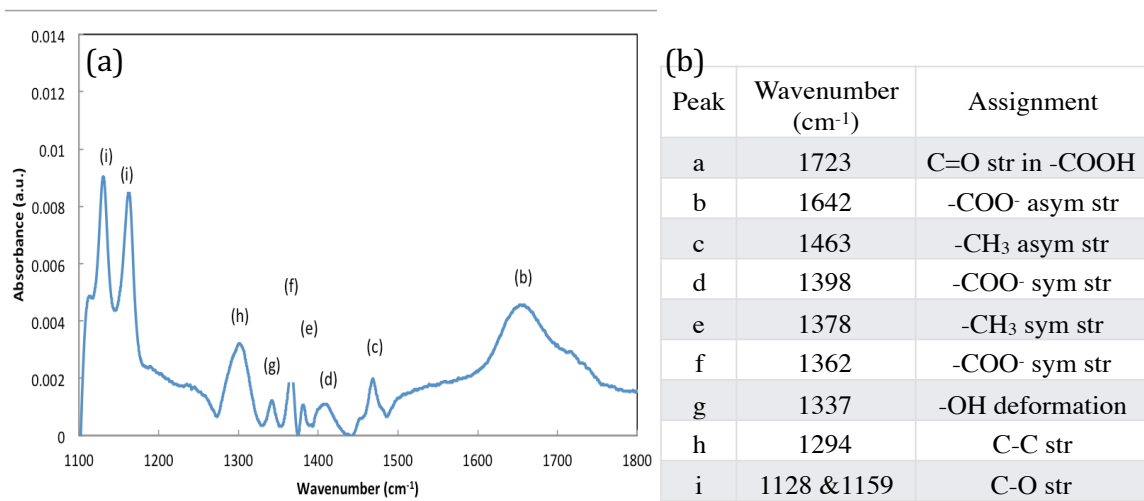 (a)
0.014
0.012
0.01
0.008
0.006
0.004
0.002
0
Absorbance (a.u.)
(i)
(i)
(h)
(g)
(f)
(e)
(d)
(c)
(b)
1100 1200 1300 1400 1500 1600 1700 1800
Wavenumber (cm⁻¹)
(b)
Peak Wavenumber (cm⁻¹) Assignment
a 1723 C=O str in -COOH
b 1642 -COO⁻ asym str
c 1463 -CH₃ asym str
d 1398 -COO⁻ sym str
e 1378 -CH₃ sym str
f 1362 -COO⁻ sym str
g 1337 -OH deformation
h 1294 C-C str
i 1128 &1159 C-O str